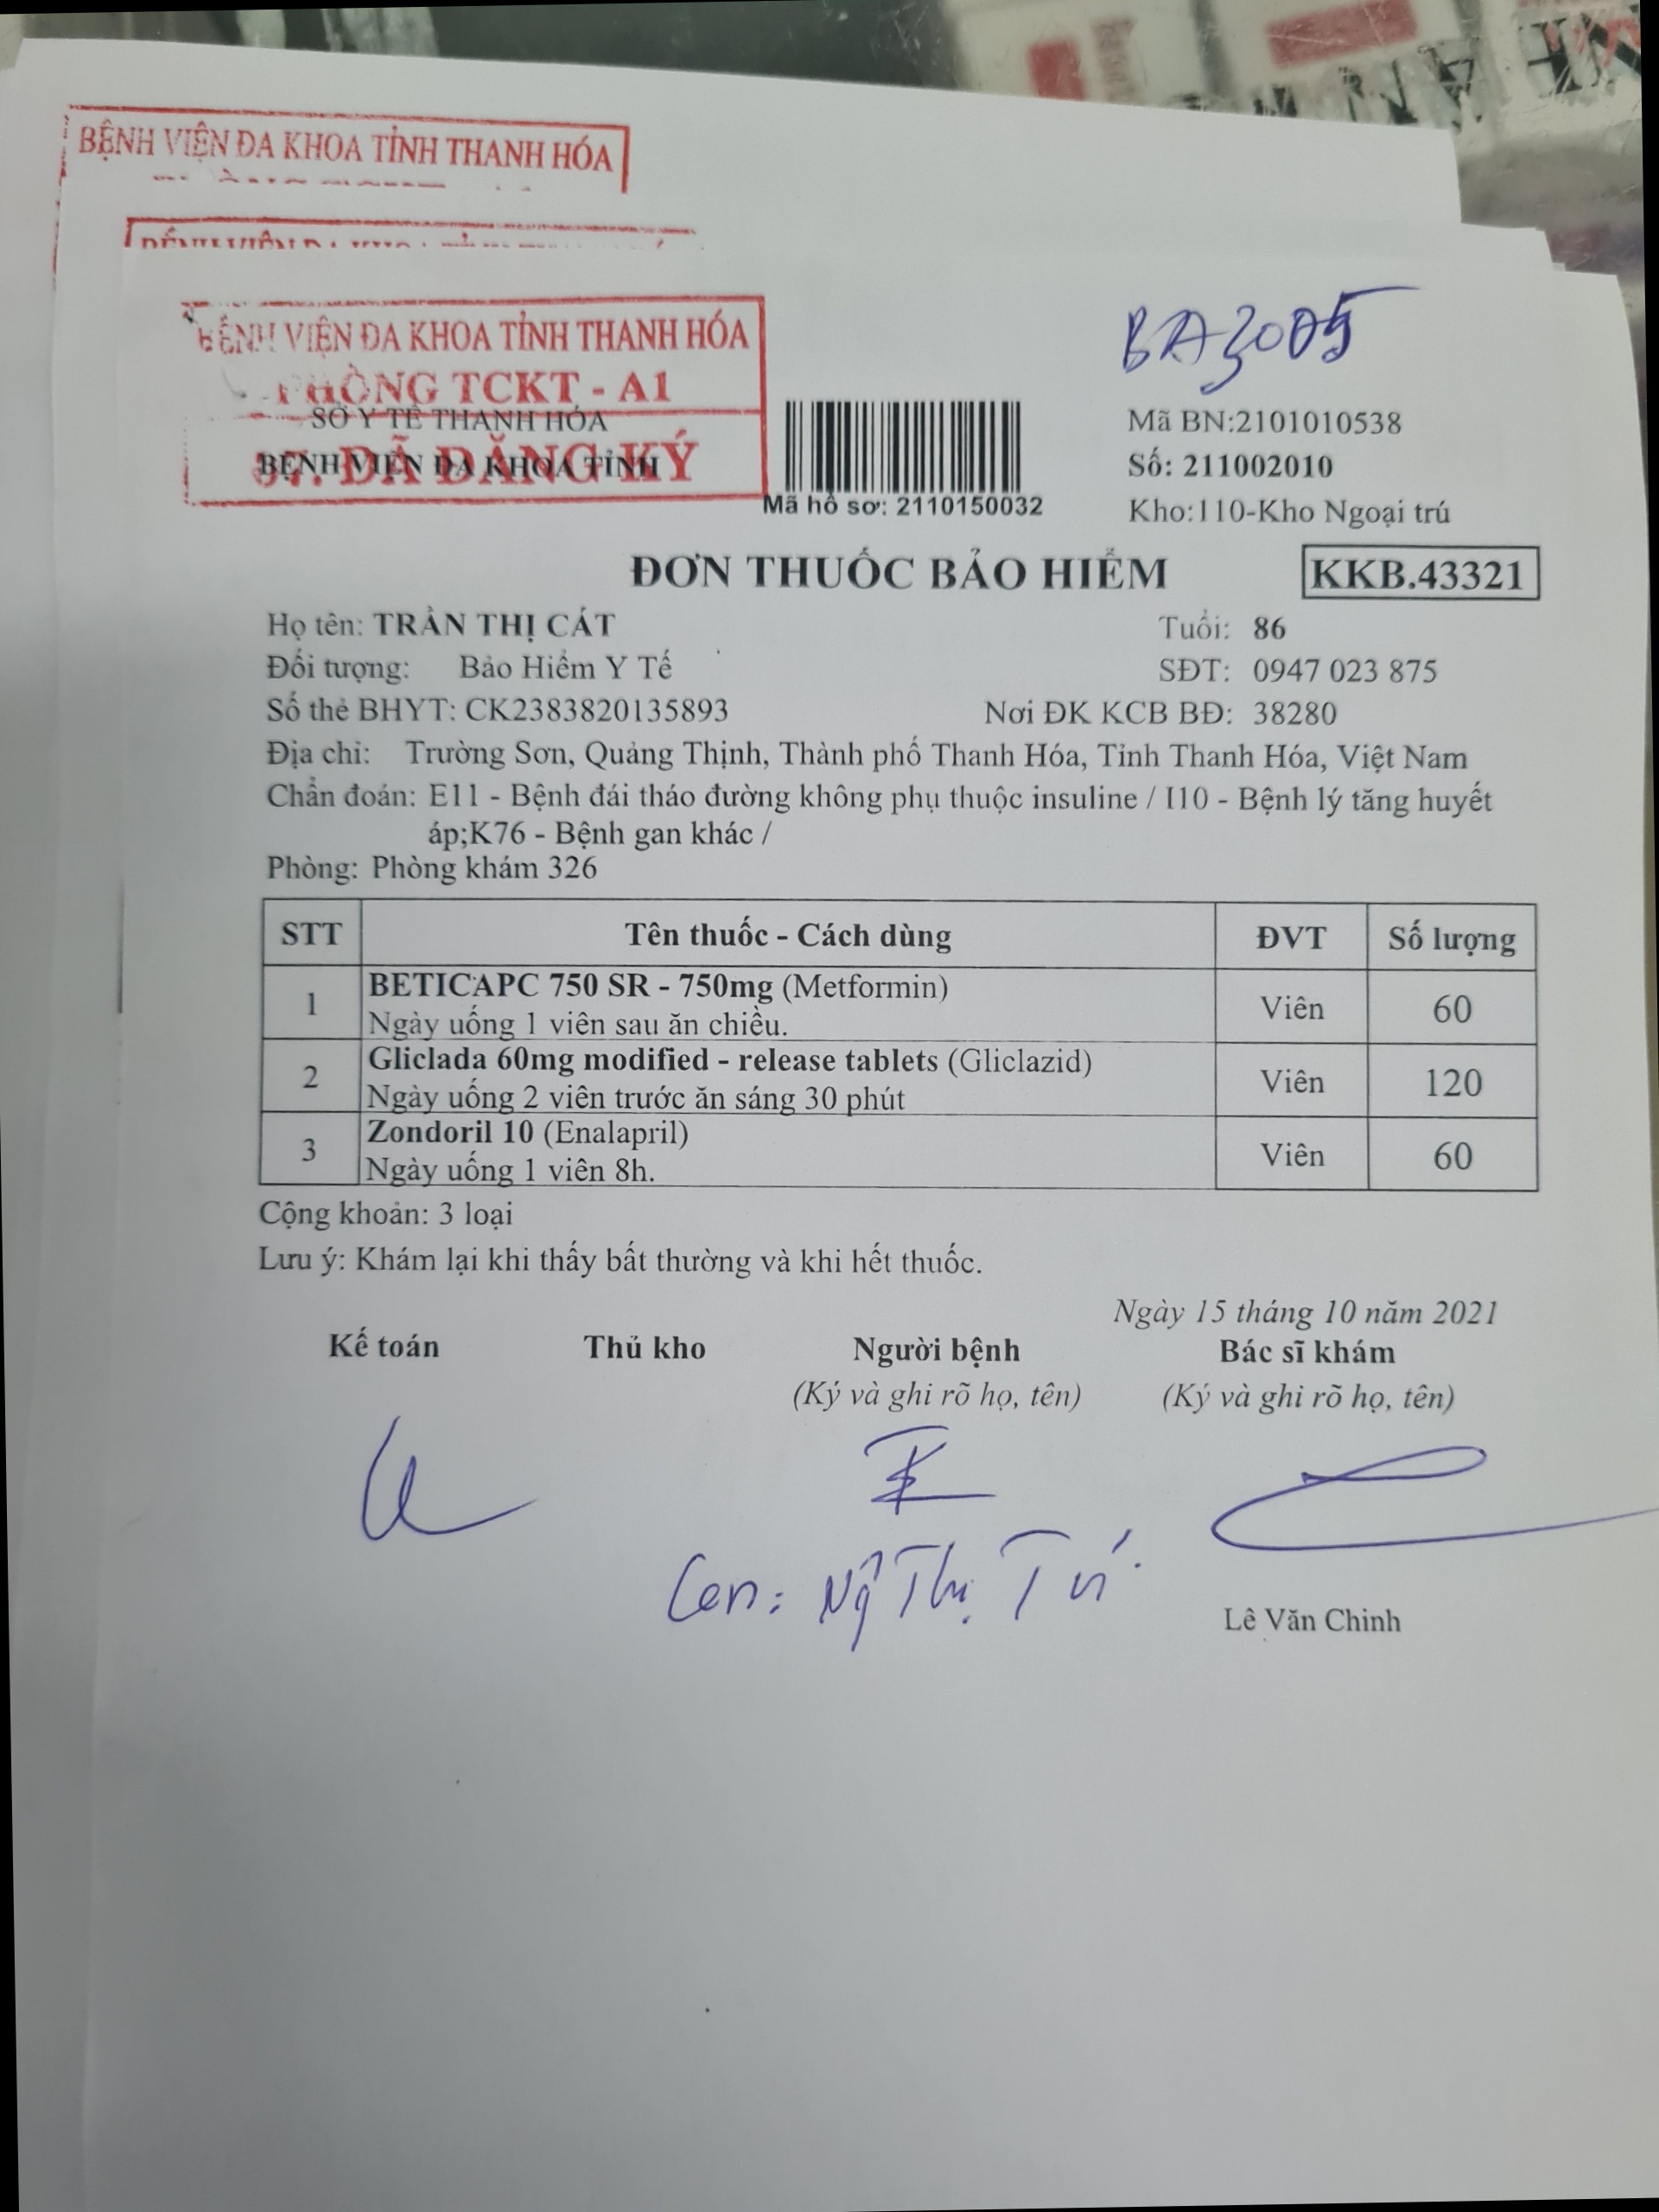 BỆNH VIỆN ĐA KHOA TỈNH THANH HÓA
BỆNH VIỆN ĐA KHOA TỈNH THANH HÓA
PHÒNG TCKT - A1
ĐÃ ĐĂNG KÝ
SỞ Y TẾ THANH HÓA
BỆNH VIỆN ĐA KHOA TỈNH
Mã hồ sơ: 2110150032
BA3005
Mã BN:2101010538
Số: 211002010
Kho:110-Kho Ngoại trú
ĐƠN THUỐC BẢO HIỂM
KKB.43321
Họ tên: TRẦN THỊ CÁT Tuổi: 86
Đối tượng: Bảo Hiểm Y Tế SĐT: 0947 023 875
Số thẻ BHYT: CK2383820135893 Nơi ĐK KCB BĐ: 38280
Địa chỉ: Trường Sơn, Quảng Thịnh, Thành phố Thanh Hóa, Tỉnh Thanh Hóa, Việt Nam
Chẩn đoán: E11 - Bệnh đái tháo đường không phụ thuộc insuline / I10 - Bệnh lý tăng huyết
áp;K76 - Bệnh gan khác /
Phòng: Phòng khám 326
STT Tên thuốc - Cách dùng ĐVT Số lượng
1 BETICAPC 750 SR - 750mg (Metformin) Viên 60
Ngày uống 1 viên sau ăn chiều.
2 Gliclada 60mg modified - release tablets (Gliclazid) Viên 120
Ngày uống 2 viên trước ăn sáng 30 phút
3 Zondoril 10 (Enalapril) Viên 60
Ngày uống 1 viên 8h.
Cộng khoản: 3 loại
Lưu ý: Khám lại khi thấy bất thường và khi hết thuốc.
Ngày 15 tháng 10 năm 2021
Kế toán Thủ kho Người bệnh Bác sĩ khám
(Ký và ghi rõ họ, tên) (Ký và ghi rõ họ, tên)
Thị
Lê Văn Chinh